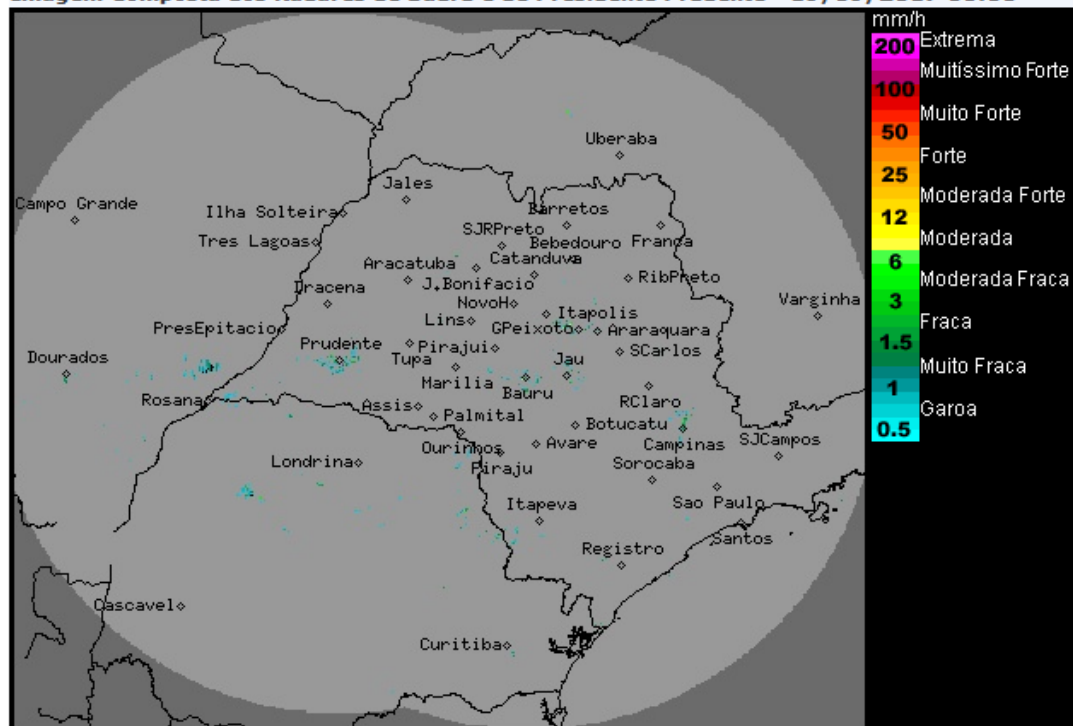 mm/h
200 Extrema
Muitíssimo Forte
100
Muito Forte
50
Forte
25
Moderada Forte
12
Moderada
6
Moderada Fraca
3
Fraca
1.5
Muito Fraca
1
Garoa
0.5
Uberaba
Jales
Campo Grande
Ilha Solteira
Barretos
SJRPreto
Tres Lagoas
Bebedouro
Franca
Catanduva
Aracatuba
RibPreto
J.Bonifacio
Dracena
NovoH
Varginha
Itapolis
Lins
PresEpitacio
GPeixoto
Araraquara
Prudente
Pirajui
SCarlos
Dourados
Tupa
Jau
Marilia
Bauru
Rosana
Assis
RClaro
Palmital
Botucatu
Ourinhos
Avare
Campinas
SJCampos
Londrina
Piraju
Sorocaba
Itapeva
Sao Paulo
Santos
Registro
Cascavel
Curitiba